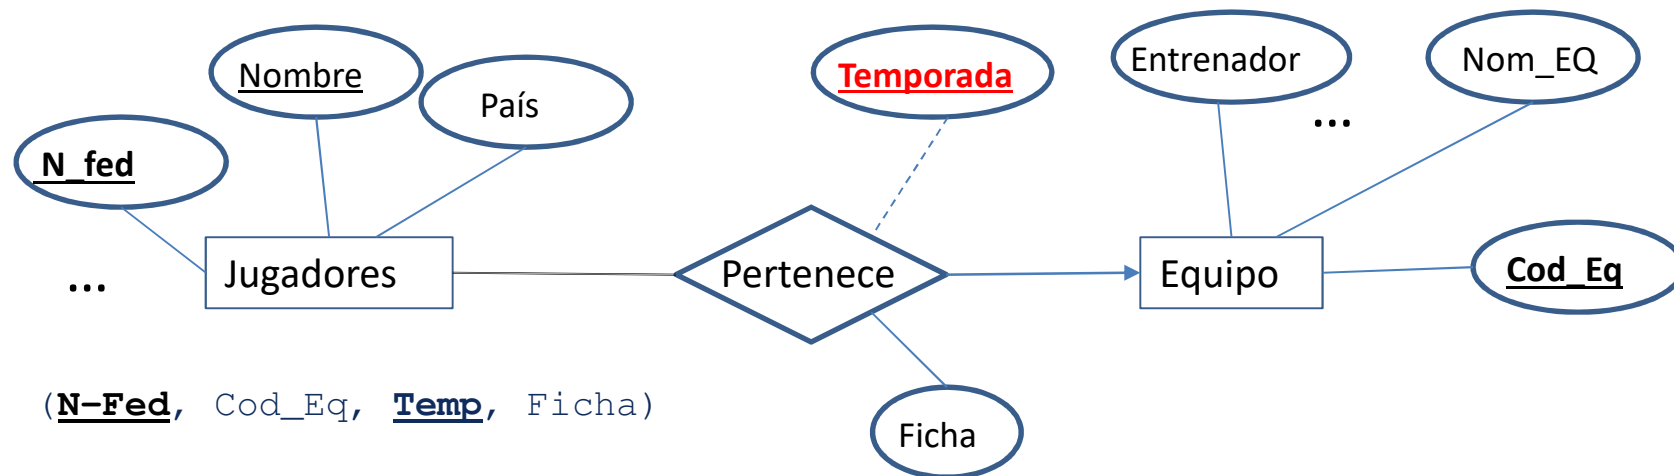 Nombre
País
Temporada
Entrenador
Nom_EQ
...
N_fed
Jugadores
...
Pertenece
Equipo
Cod_Eq
(N-Fed, Cod_Eq, Temp, Ficha)
Ficha